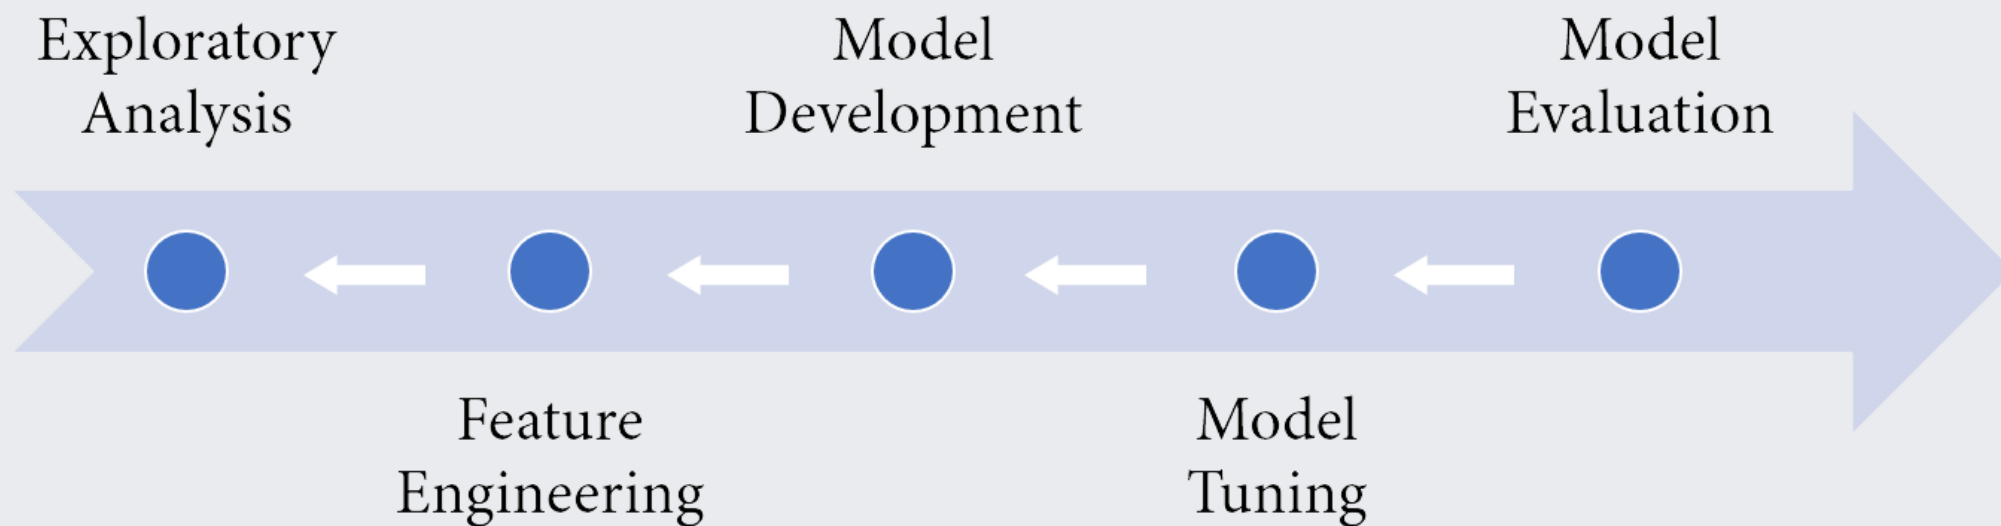 Exploratory
Analysis
Model
Development
Model
Evaluation
Feature
Engineering
Model
Tuning